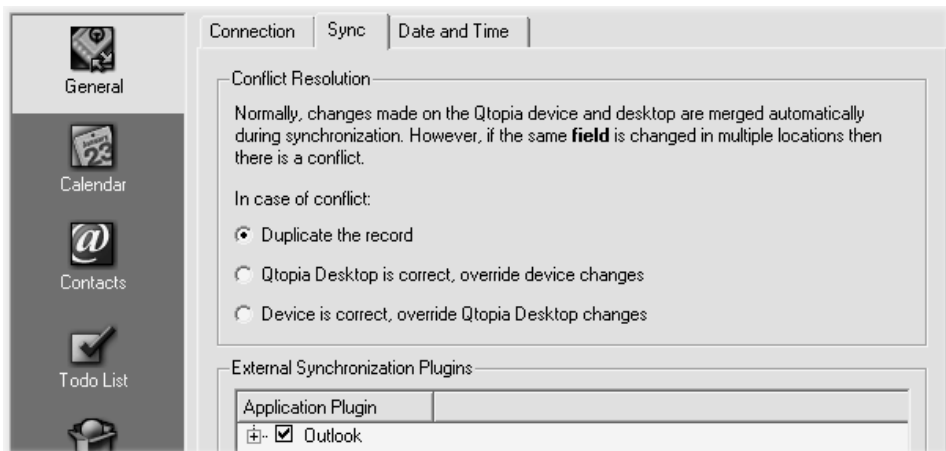 General
Calendar
Contacts
Todo List
Connection
Sync
Date and Time
Conflict Resolution
Normally, changes made on the Qtopia device and desktop are merged automatically
during synchronization. However, if the same field is changed in multiple locations then
there is a conflict.
In case of conflict:
Duplicate the record
Qtopia Desktop is correct, override device changes
Device is correct, override Qtopia Desktop changes
External Synchronization Plugins
Application Plugin
Outlook